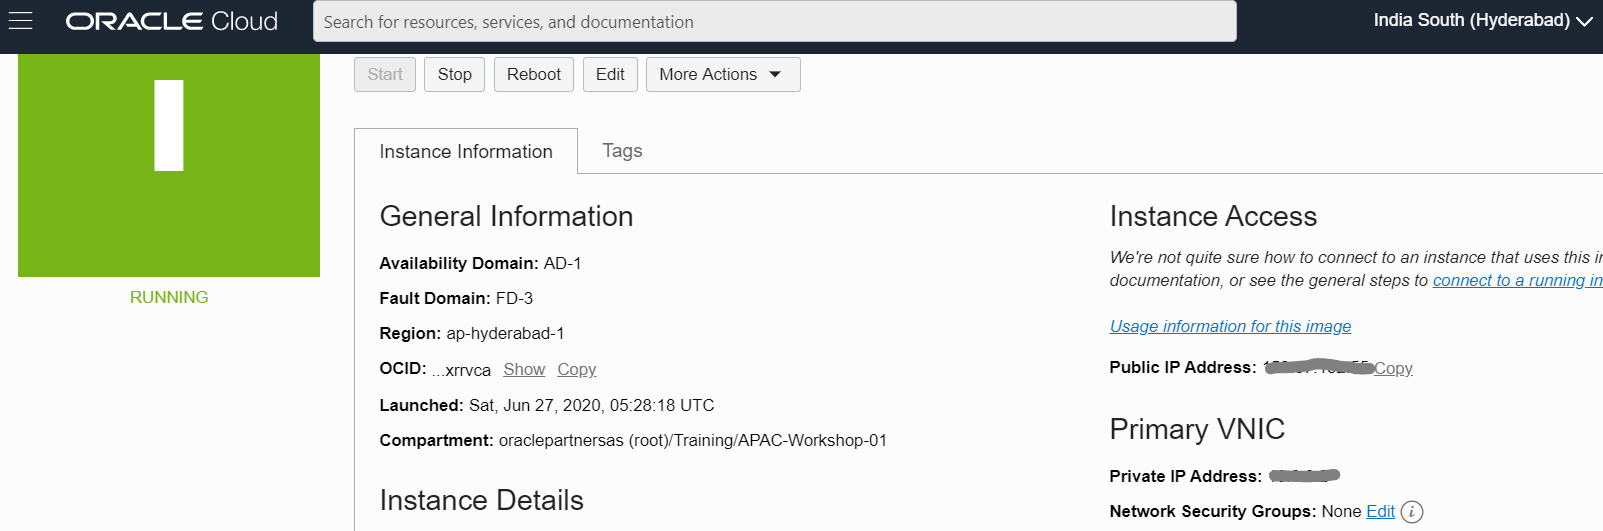 ORACLE Cloud
Search for resources, services, and documentation
India South (Hyderabad)
Start
Stop
Reboot
Edit
More Actions
I
RUNNING
Instance Information
Tags
General Information
Availability Domain: AD-1
Fault Domain: FD-3
Region: ap-hyderabad-1
OCID: ...xrrvca Show Copy
Launched: Sat, Jun 27, 2020, 05:28:18 UTC
Compartment: oraclepartnersas (root)/Training/APAC-Workshop-01
Instance Details
Instance Access
We're not quite sure how to connect to an instance that uses this
documentation, or see the general steps to connect to a running
Usage information for this image
Public IP Address: Copy
Primary VNIC
Private IP Address:
Network Security Groups: None Edit i